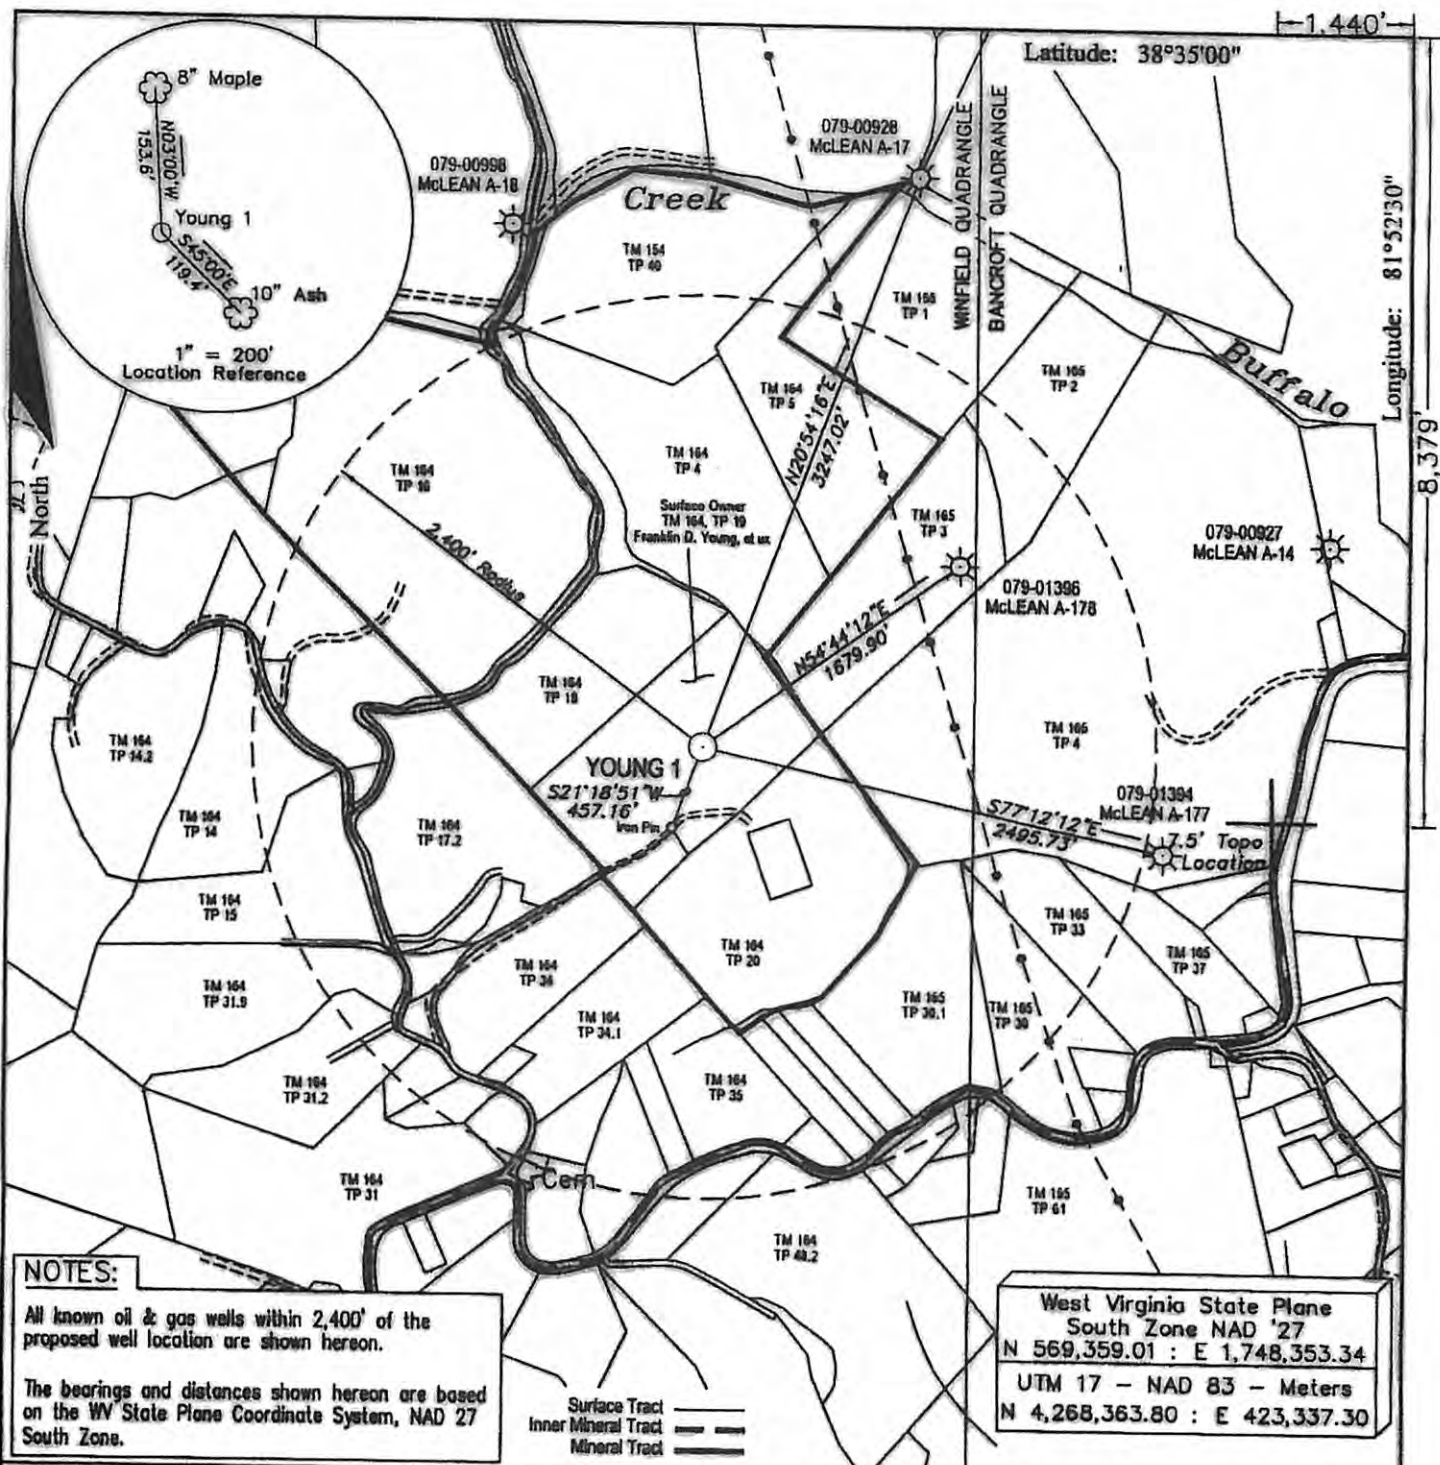 1,440'
Latitude: 38°35'00"
8" Maple
N03°00'W
153.6'
Young 1
S45°00'E
119.4'
10" Ash
1" = 200'
Location Reference
079-00998
McLEAN A-18
079-00928
McLEAN A-17
Creek
WINFIELD QUADRANGLE
BANCROFT QUADRANGLE
Longitude: 81°52'30"
8,379'
TM 154
TP 40
TM 165
TP 1
TM 165
TP 2
Buffalo
TM 164
TP 5
N20°54'16"E
3247.02'
North
TM 164
TP 16
TM 164
TP 4
2,400' Radius
Surface Owner
TM 164, TP 19
Franklin D. Young, et ux
TM 165
TP 3
079-00927
McLEAN A-14
079-01396
McLEAN A-178
N54°44'12"E
1679.90'
TM 164
TP 18
TM 164
TP 14.2
TM 165
TP 4
YOUNG 1
S21°18'51"W
457.16'
Iron Pin
079-01394
McLEAN A-177
S77°12'12"E
2495.73'
7.5' Topo
Location
TM 164
TP 14
TM 164
TP 17.2
TM 164
TP 15
TM 165
TP 33
TM 164
TP 20
TM 165
TP 37
TM 164
TP 36
TM 164
TP 31.9
TM 164
TP 34.1
TM 165
TP 30.1
TM 165
TP 30
TM 164
TP 31.2
TM 164
TP 35
TM 164
TP 31
Cem
TM 165
TP 61
TM 164
TP 48.2
NOTES:
All known oil & gas wells within 2,400' of the
proposed well location are shown hereon.
The bearings and distances shown hereon are based
on the WV State Plane Coordinate System, NAD 27
South Zone.
Surface Tract
Inner Mineral Tract
Mineral Tract
West Virginia State Plane
South Zone NAD '27
N 569,359.01 : E 1,748,353.34
UTM 17 - NAD 83 - Meters
N 4,268,363.80 : E 423,337.30